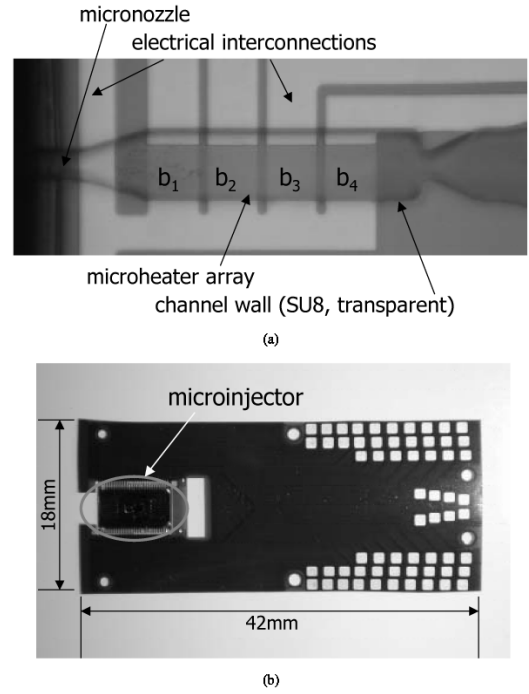 micronozzle
electrical interconnections
b1 b2 b3 b4
microheater array
channel wall (SU8, transparent)
(a)
microinjector
18mm
42mm
(b)